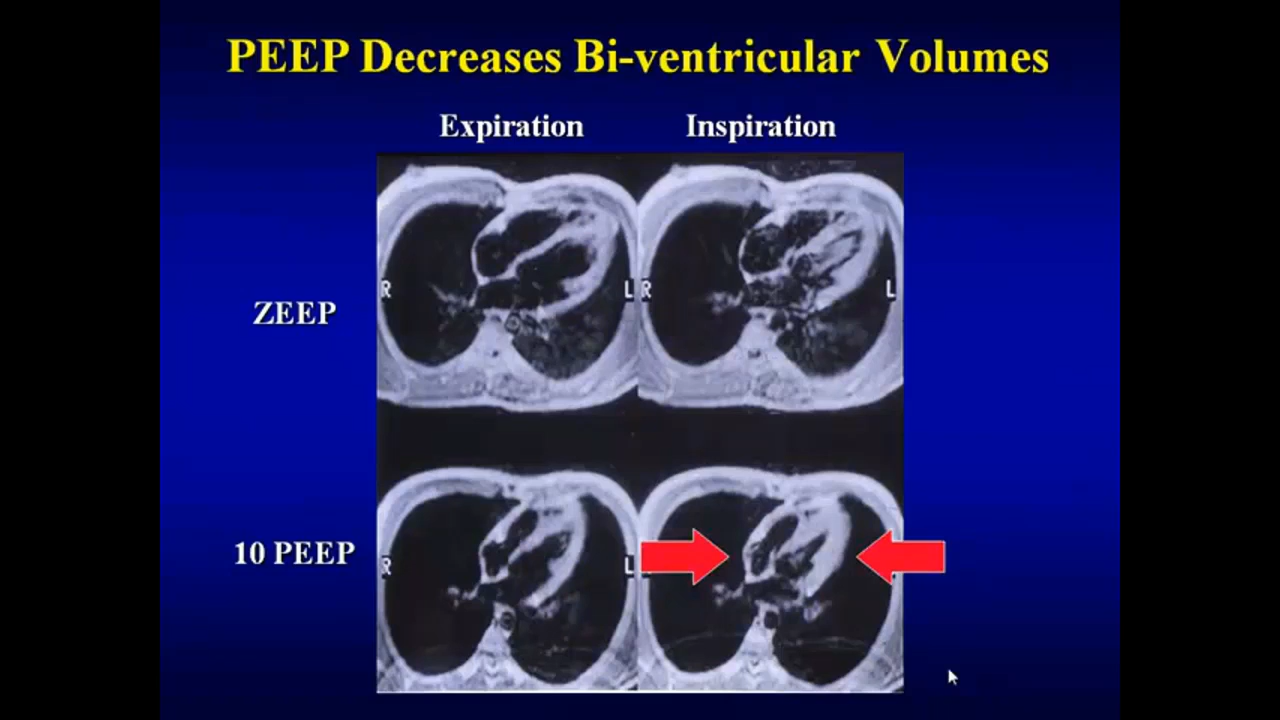 PEEP Decreases Bi-ventricular Volumes
Expiration Inspiration
R L R L
ZEEP
10 PEEP
R L